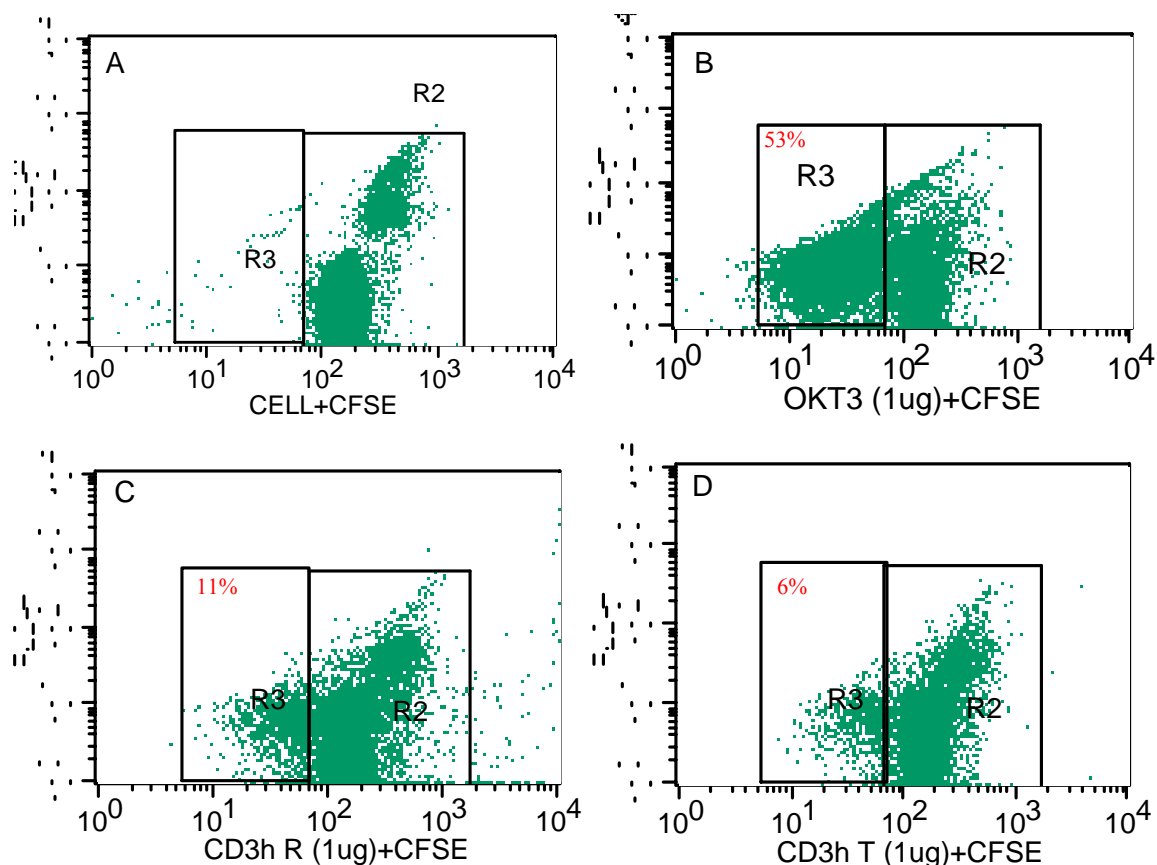 A
R2
R3
10^0 10^1 10^2 10^3 10^4
CELL+CFSE
B
53%
R3
R2
10^0 10^1 10^2 10^3 10^4
OKT3 (1ug)+CFSE
C
11%
R3
R2
10^0 10^1 10^2 10^3 10^4
CD3h R (1ug)+CFSE
D
6%
R3
R2
10^0 10^1 10^2 10^3 10^4
CD3h T (1ug)+CFSE